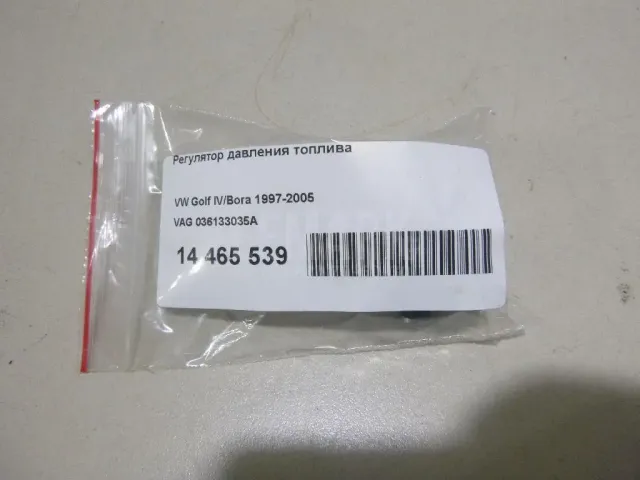 Регулятор давления топлива
VW Golf IV/Bora 1997-2005
VAG 036133035A
14 465 539